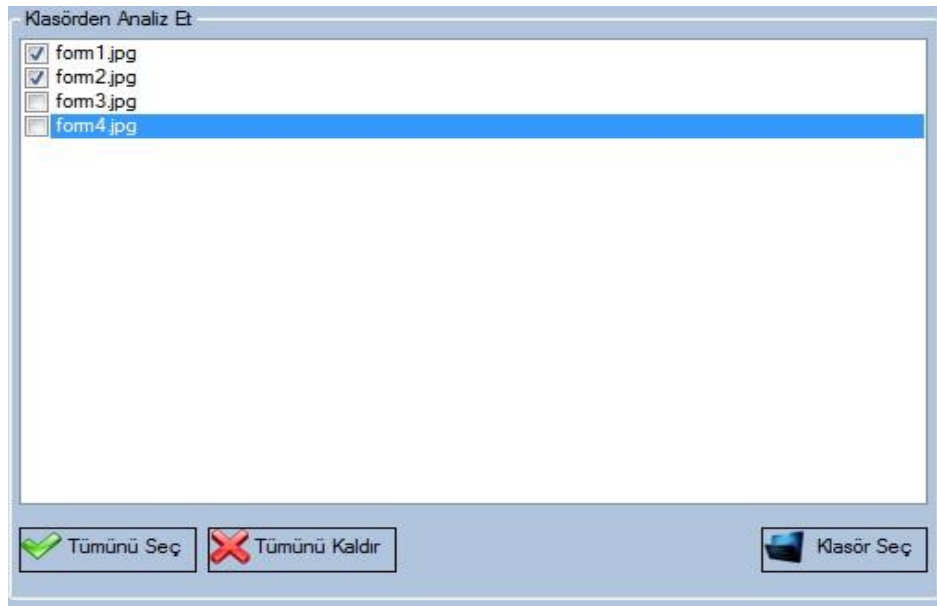 Klasörden Analiz Et
form1.jpg
form2.jpg
form3.jpg
form4.jpg
Tümünü Seç
Tümünü Kaldır
Klasör Seç